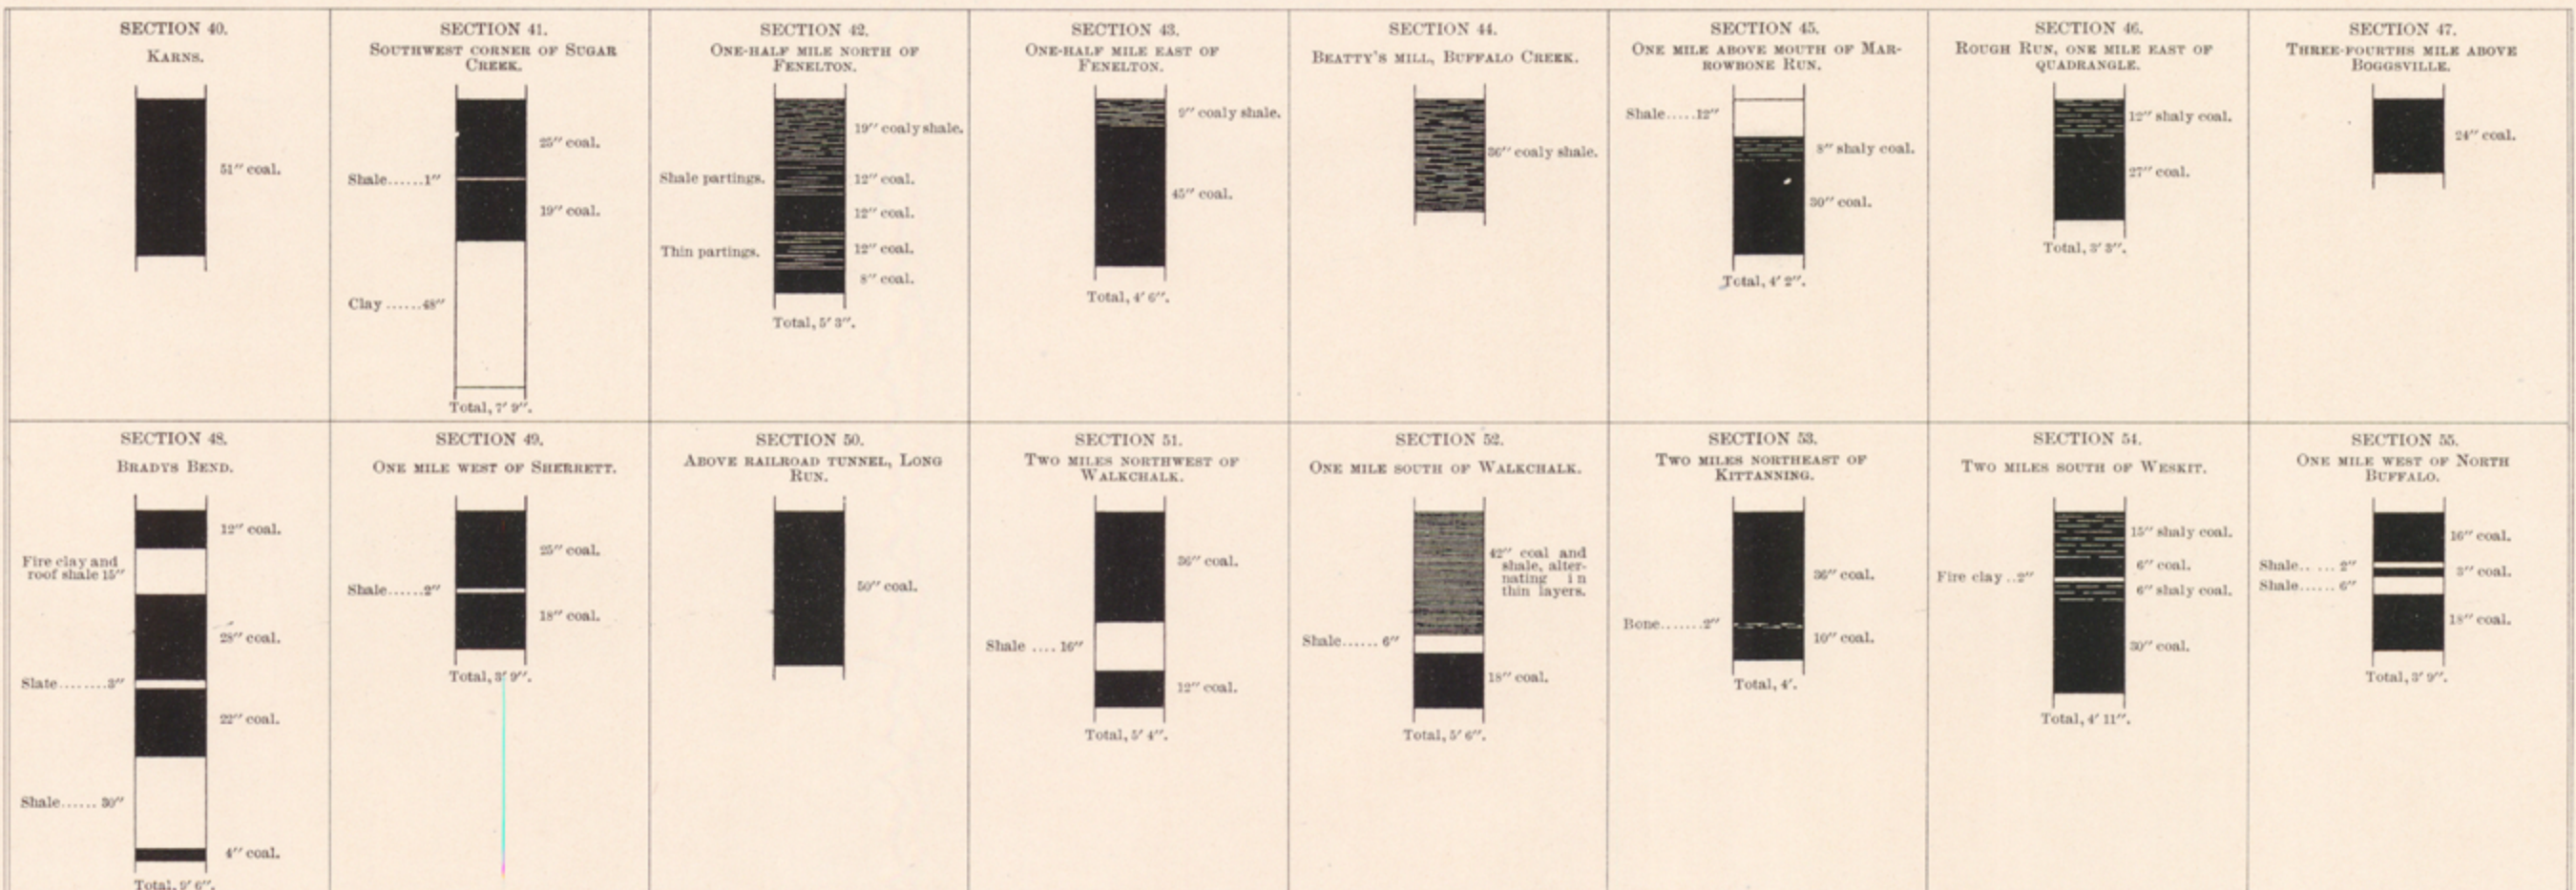 SECTION 40.
KARNS.
51″ coal.
SECTION 41.
SOUTHWEST CORNER OF SUGAR
CREEK.
25″ coal.
Shale......1″
19″ coal.
Clay ......48″
Total, 7′ 9″.
SECTION 42.
ONE-HALF MILE NORTH OF
FENELTON.
19″ coaly shale.
Shale partings.
12″ coal.
12″ coal.
Thin partings.
12″ coal.
8″ coal.
Total, 5′ 3″.
SECTION 43.
ONE-HALF MILE EAST OF
FENELTON.
9″ coaly shale.
45″ coal.
Total, 4′ 6″.
SECTION 44.
BEATTY'S MILL, BUFFALO CREEK.
36″ coaly shale.
SECTION 45.
ONE MILE ABOVE MOUTH OF MAR-
ROWBONE RUN.
Shale.....12″
8″ shaly coal.
30″ coal.
Total, 4′ 2″.
SECTION 46.
ROUGH RUN, ONE MILE EAST OF
QUADRANGLE.
12″ shaly coal.
27″ coal.
Total, 3′ 3″.
SECTION 47.
THREE-FOURTHS MILE ABOVE
BOGGSVILLE.
24″ coal.
SECTION 48.
BRADYS BEND.
12″ coal.
Fire clay and
roof shale 15″
28″ coal.
Slate........3″
22″ coal.
Shale...... 30″
4″ coal.
Total, 9′ 6″.
SECTION 49.
ONE MILE WEST OF SHERRETT.
25″ coal.
Shale......2″
18″ coal.
Total, 3′ 9″.
SECTION 50.
ABOVE RAILROAD TUNNEL, LONG
RUN.
50″ coal.
SECTION 51.
TWO MILES NORTHWEST OF
WALKCHALK.
36″ coal.
Shale .... 16″
12″ coal.
Total, 5′ 4″.
SECTION 52.
ONE MILE SOUTH OF WALKCHALK.
42″ coal and
shale, alter-
nating in
thin layers.
Shale...... 6″
18″ coal.
Total, 5′ 6″.
SECTION 53.
TWO MILES NORTHEAST OF
KITTANNING.
36″ coal.
Bone.......2″
10″ coal.
Total, 4′.
SECTION 54.
TWO MILES SOUTH OF WESKIT.
15″ shaly coal.
6″ coal.
Fire clay ..2″
6″ shaly coal.
30″ coal.
Total, 4′ 11″.
SECTION 55.
ONE MILE WEST OF NORTH
BUFFALO.
16″ coal.
Shale.. ... 2″
3″ coal.
Shale...... 6″
18″ coal.
Total, 3′ 9″.